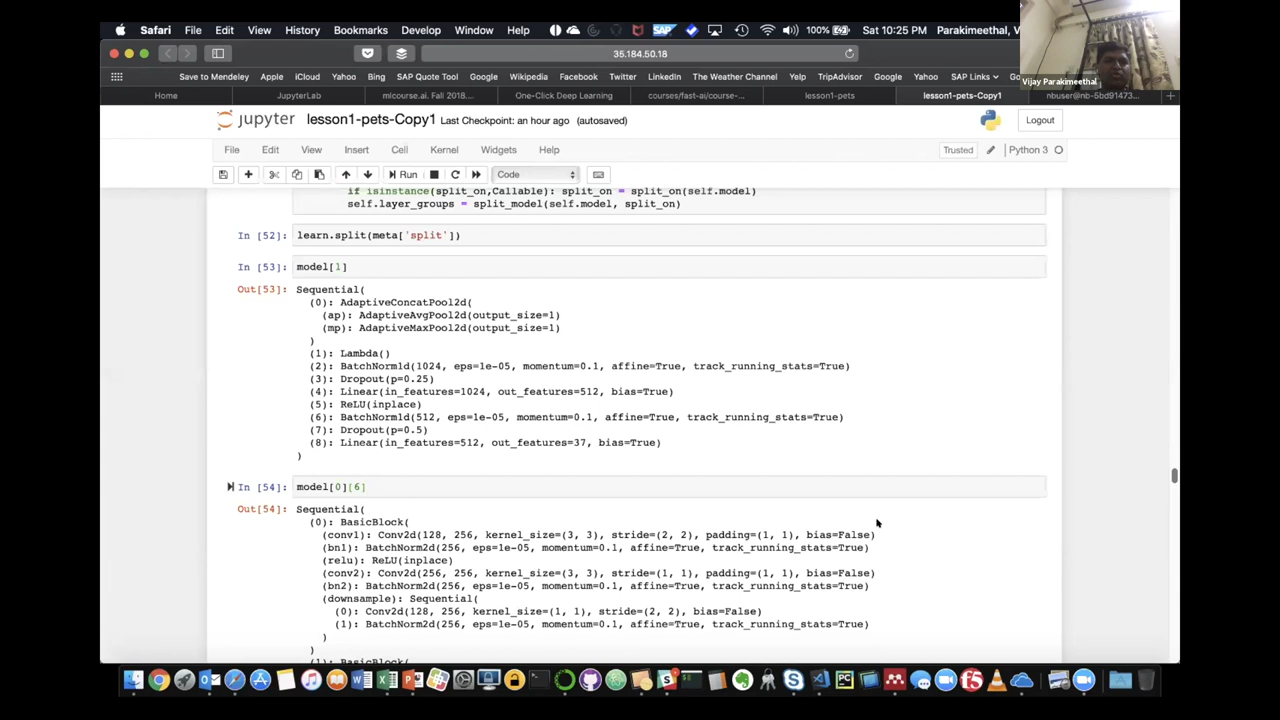 Safari File Edit View History Bookmarks Develop Window Help SAP 100% Sat 10:25 PM Parakimeethal, V
Vijay Parakimeethal
35.184.50.18
Save to Mendeley Apple iCloud Yahoo Bing SAP Quote Tool Google Wikipedia Facebook Twitter LinkedIn The Weather Channel Yelp TripAdvisor Google Yahoo SAP Links
Home JupyterLab mlcourse.ai. Fall 2018... One-Click Deep Learning courses/fast-ai/course-... lesson1-pets lesson1-pets-Copy1 nbuser@nb-5bd91473...
jupyter lesson1-pets-Copy1 Last Checkpoint: an hour ago (autosaved) Logout
File Edit View Insert Cell Kernel Widgets Help Trusted Python 3
Run Code
if isinstance(split_on,Callable): split_on = split_on(self.model)
self.layer_groups = split_model(self.model, split_on)
In [52]: learn.split(meta['split'])
In [53]: model[1]
Out[53]: Sequential(
(0): AdaptiveConcatPool2d(
(ap): AdaptiveAvgPool2d(output_size=1)
(mp): AdaptiveMaxPool2d(output_size=1)
)
(1): Lambda()
(2): BatchNorm1d(1024, eps=1e-05, momentum=0.1, affine=True, track_running_stats=True)
(3): Dropout(p=0.25)
(4): Linear(in_features=1024, out_features=512, bias=True)
(5): ReLU(inplace)
(6): BatchNorm1d(512, eps=1e-05, momentum=0.1, affine=True, track_running_stats=True)
(7): Dropout(p=0.5)
(8): Linear(in_features=512, out_features=37, bias=True)
)
In [54]: model[0][6]
Out[54]: Sequential(
(0): BasicBlock(
(conv1): Conv2d(128, 256, kernel_size=(3, 3), stride=(2, 2), padding=(1, 1), bias=False)
(bn1): BatchNorm2d(256, eps=1e-05, momentum=0.1, affine=True, track_running_stats=True)
(relu): ReLU(inplace)
(conv2): Conv2d(256, 256, kernel_size=(3, 3), stride=(1, 1), padding=(1, 1), bias=False)
(bn2): BatchNorm2d(256, eps=1e-05, momentum=0.1, affine=True, track_running_stats=True)
(downsample): Sequential(
(0): Conv2d(128, 256, kernel_size=(1, 1), stride=(2, 2), bias=False)
(1): BatchNorm2d(256, eps=1e-05, momentum=0.1, affine=True, track_running_stats=True)
)
)
(1): BasicBlock(